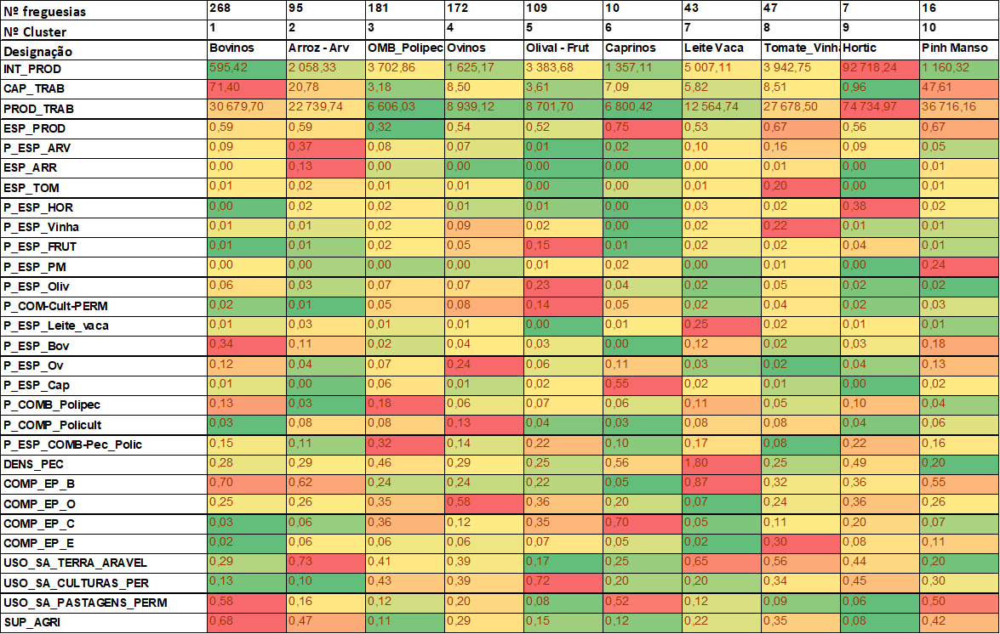 Nº freguesias 268 95 181 172 109 10 43 47 7 16
Nº Cluster 1 2 3 4 5 6 7 8 9 10
Designação Bovinos Arroz - Arv OMB_Polipec Ovinos Olival - Frut Caprinos Leite Vaca Tomate_Vinha Hortic Pinh Manso
INT_PROD 595,42 2 058,33 3 702,86 1 625,17 3 383,68 1 357,11 5 007,11 3 942,75 92 718,24 1 160,32
CAP_TRAB 71,40 20,78 3,18 8,50 3,61 7,09 5,82 8,51 0,96 47,61
PROD_TRAB 30 679,70 22 739,74 6 606,03 8 939,12 8 701,70 6 800,42 12 564,74 27 678,50 74 734,97 36 716,16
ESP_PROD 0,59 0,59 0,32 0,54 0,52 0,75 0,53 0,67 0,56 0,67
P_ESP_ARV 0,09 0,37 0,08 0,07 0,01 0,02 0,10 0,16 0,09 0,05
ESP_ARR 0,00 0,13 0,00 0,00 0,00 0,00 0,00 0,01 0,00 0,01
ESP_TOM 0,01 0,02 0,01 0,01 0,00 0,00 0,01 0,20 0,00 0,01
P_ESP_HOR 0,00 0,02 0,02 0,01 0,01 0,00 0,03 0,02 0,38 0,02
P_ESP_Vinha 0,01 0,01 0,02 0,09 0,02 0,00 0,02 0,22 0,01 0,01
P_ESP_FRUT 0,01 0,01 0,02 0,05 0,15 0,01 0,02 0,02 0,04 0,01
P_ESP_PM 0,00 0,00 0,00 0,00 0,01 0,02 0,00 0,01 0,00 0,24
P_ESP_Oliv 0,06 0,03 0,07 0,07 0,23 0,04 0,02 0,05 0,02 0,02
P_COM-Cult-PERM 0,02 0,01 0,05 0,08 0,14 0,05 0,02 0,04 0,02 0,03
P_ESP_Leite_vaca 0,01 0,03 0,01 0,01 0,00 0,01 0,25 0,02 0,01 0,01
P_ESP_Bov 0,34 0,11 0,02 0,04 0,03 0,00 0,12 0,02 0,03 0,18
P_ESP_Ov 0,12 0,04 0,07 0,24 0,06 0,11 0,03 0,02 0,04 0,13
P_ESP_Cap 0,01 0,00 0,06 0,01 0,02 0,55 0,02 0,01 0,00 0,02
P_COMB_Polipec 0,13 0,03 0,18 0,06 0,07 0,06 0,11 0,05 0,10 0,04
P_COMP_Policult 0,03 0,08 0,08 0,13 0,04 0,03 0,08 0,08 0,04 0,06
P_ESP_COMB-Pec_Polic 0,15 0,11 0,32 0,14 0,22 0,10 0,17 0,08 0,22 0,16
DENS_PEC 0,28 0,29 0,46 0,29 0,25 0,56 1,80 0,25 0,49 0,20
COMP_EP_B 0,70 0,62 0,24 0,24 0,22 0,05 0,87 0,32 0,36 0,55
COMP_EP_O 0,25 0,26 0,35 0,58 0,36 0,20 0,07 0,24 0,36 0,26
COMP_EP_C 0,03 0,06 0,36 0,12 0,35 0,70 0,05 0,11 0,20 0,07
COMP_EP_E 0,02 0,06 0,06 0,06 0,07 0,05 0,02 0,30 0,08 0,11
USO_SA_TERRA_ARAVEL 0,29 0,73 0,41 0,39 0,17 0,25 0,65 0,56 0,44 0,20
USO_SA_CULTURAS_PER 0,13 0,10 0,43 0,39 0,72 0,20 0,20 0,34 0,45 0,30
USO_SA_PASTAGENS_PERM 0,58 0,16 0,12 0,20 0,08 0,52 0,13 0,09 0,06 0,50
SUP_AGRI 0,68 0,47 0,11 0,29 0,15 0,12 0,22 0,35 0,08 0,42